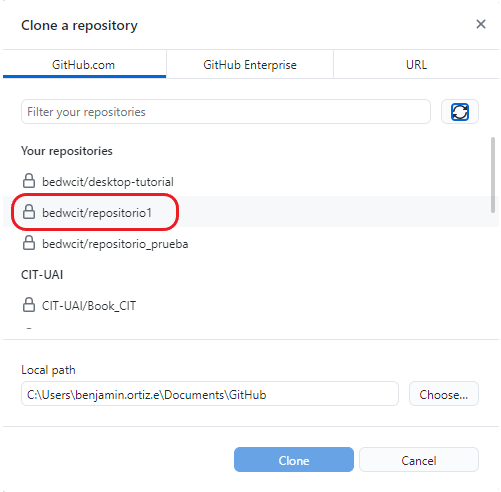 Clone a repository
GitHub.com
GitHub Enterprise
URL
Filter your repositories
Your repositories
bedwcit/desktop-tutorial
bedwcit/repositorio1
bedwcit/repositorio_prueba
CIT-UAI
CIT-UAI/Book_CIT
Local path
C:\Users\benjamin.ortiz.e\Documents\GitHub
Choose...
Clone
Cancel